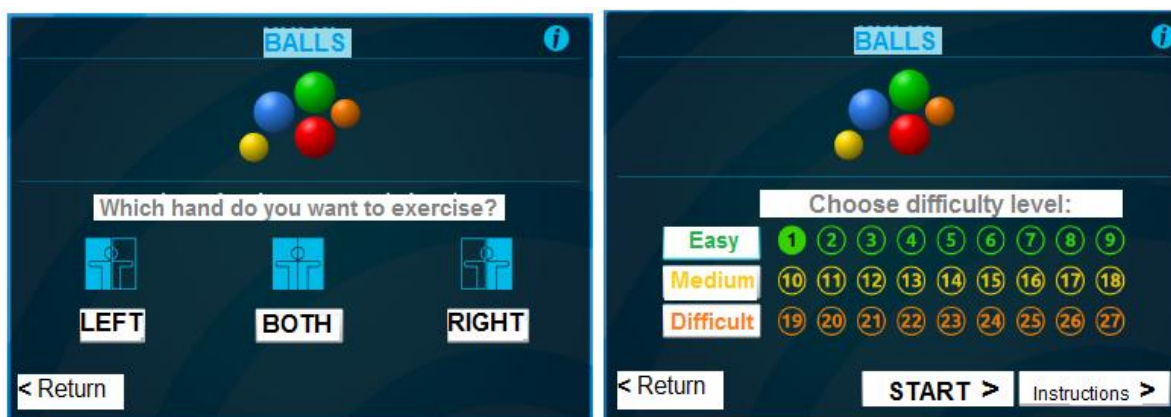 BALLS
i
Which hand do you want to exercise?
LEFT BOTH RIGHT
< Return
BALLS
i
Choose difficulty level:
Easy 1 2 3 4 5 6 7 8 9
Medium 10 11 12 13 14 15 16 17 18
Difficult 19 20 21 22 23 24 25 26 27
< Return START > Instructions >